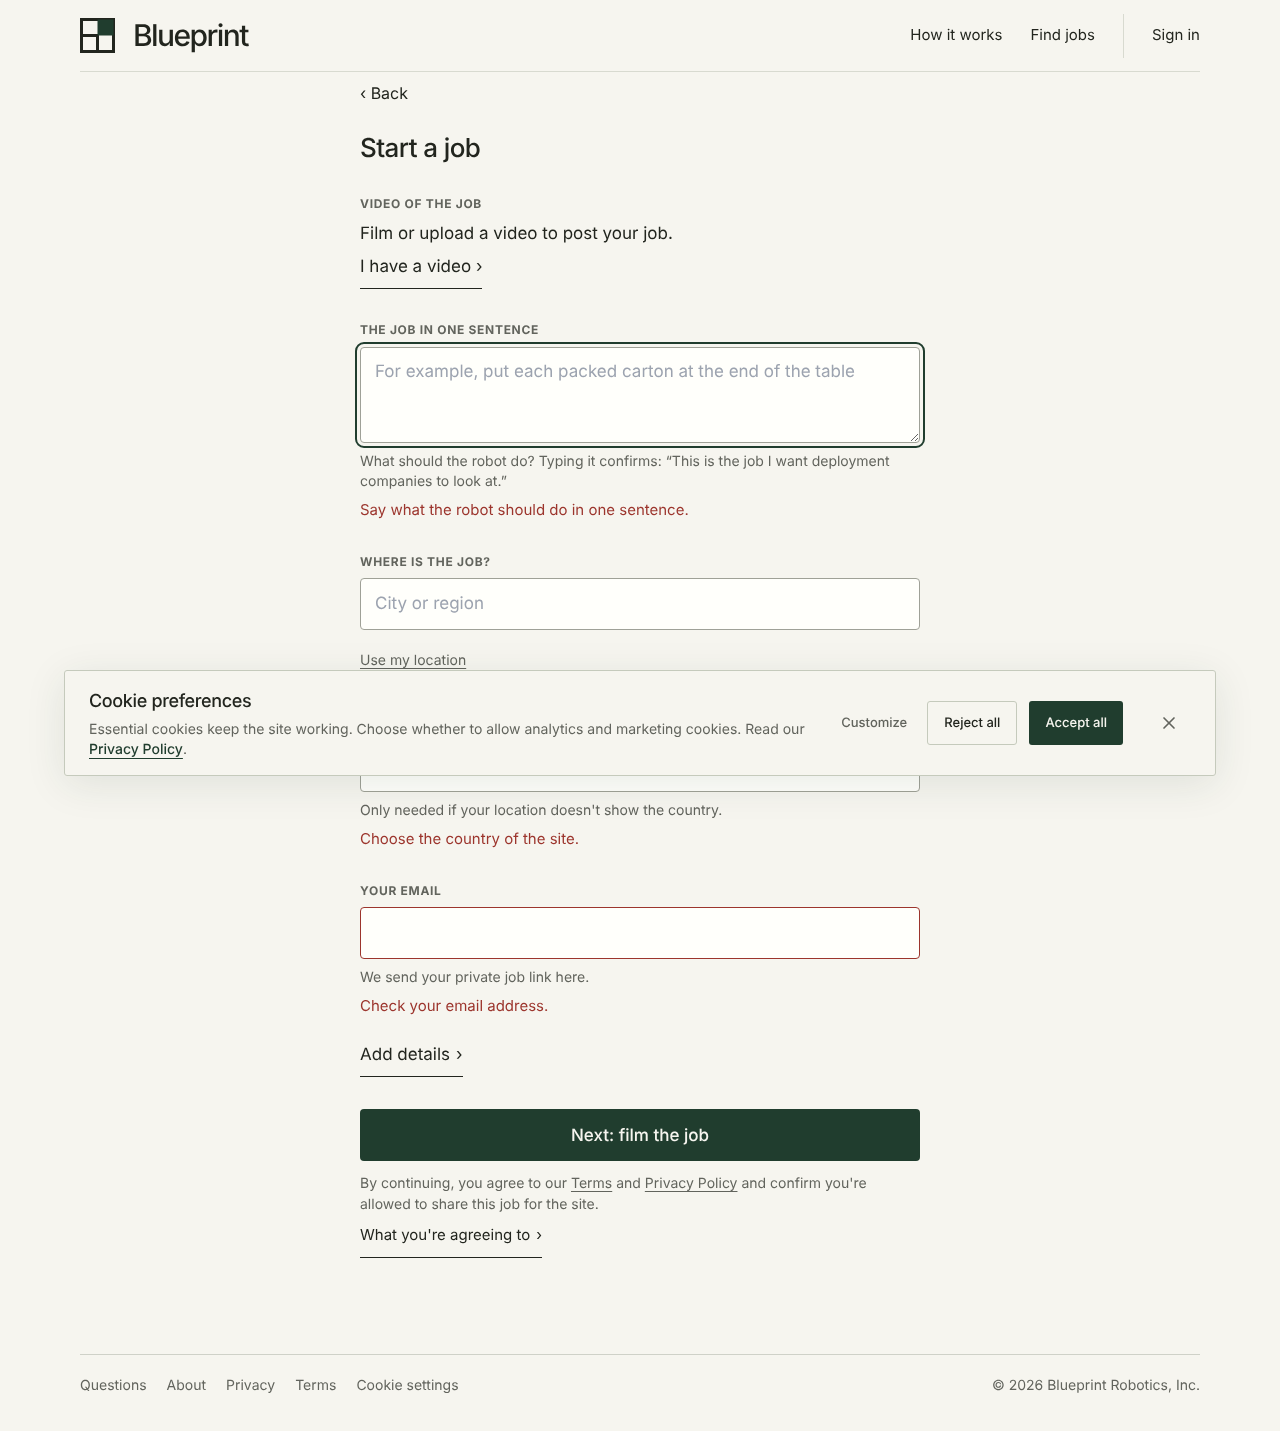 Blueprint
How it works
Find jobs
Sign in
‹ Back
Start a job
VIDEO OF THE JOB
Film or upload a video to post your job.
I have a video ›
THE JOB IN ONE SENTENCE
For example, put each packed carton at the end of the table
What should the robot do? Typing it confirms: “This is the job I want deployment
companies to look at.”
Say what the robot should do in one sentence.
WHERE IS THE JOB?
City or region
Use my location
Cookie preferences
Essential cookies keep the site working. Choose whether to allow analytics and marketing cookies. Read our
Privacy Policy.
Customize
Reject all
Accept all
Only needed if your location doesn't show the country.
Choose the country of the site.
YOUR EMAIL
We send your private job link here.
Check your email address.
Add details ›
Next: film the job
By continuing, you agree to our Terms and Privacy Policy and confirm you're
allowed to share this job for the site.
What you're agreeing to ›
Questions
About
Privacy
Terms
Cookie settings
© 2026 Blueprint Robotics, Inc.